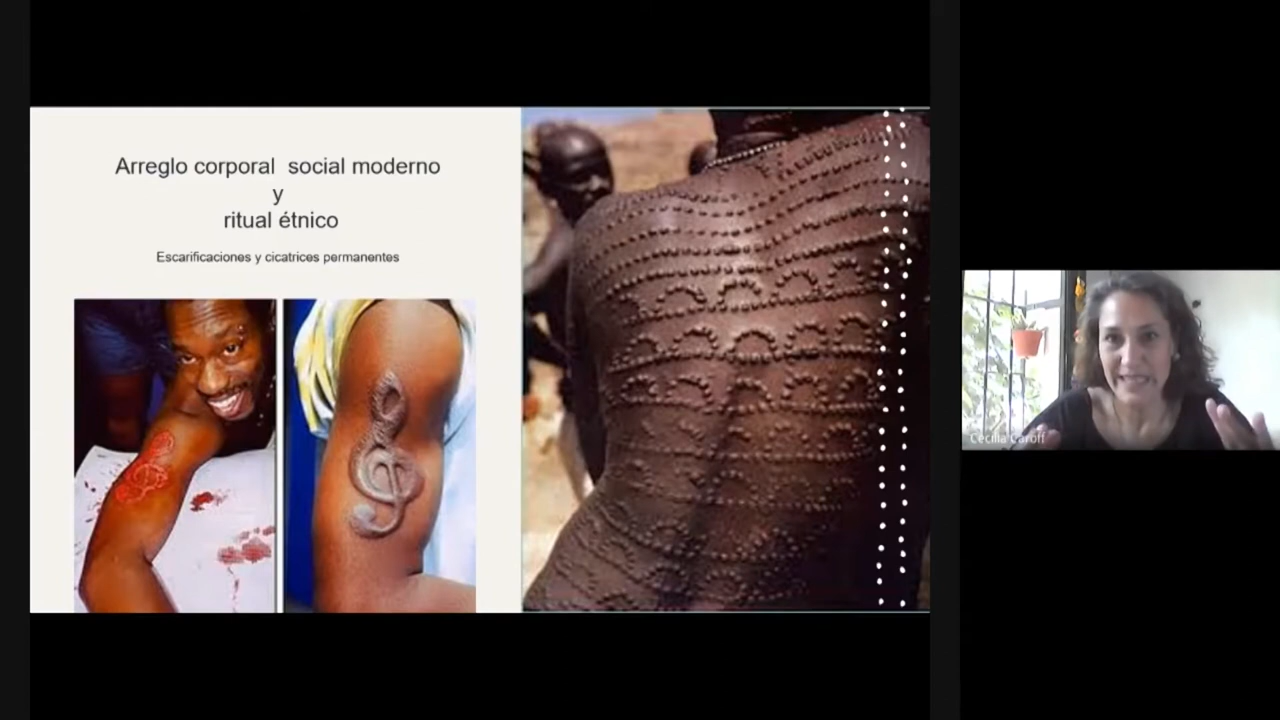 Arreglo corporal social moderno
y
ritual étnico
Escarificaciones y cicatrices permanentes
Cecilia Caroff